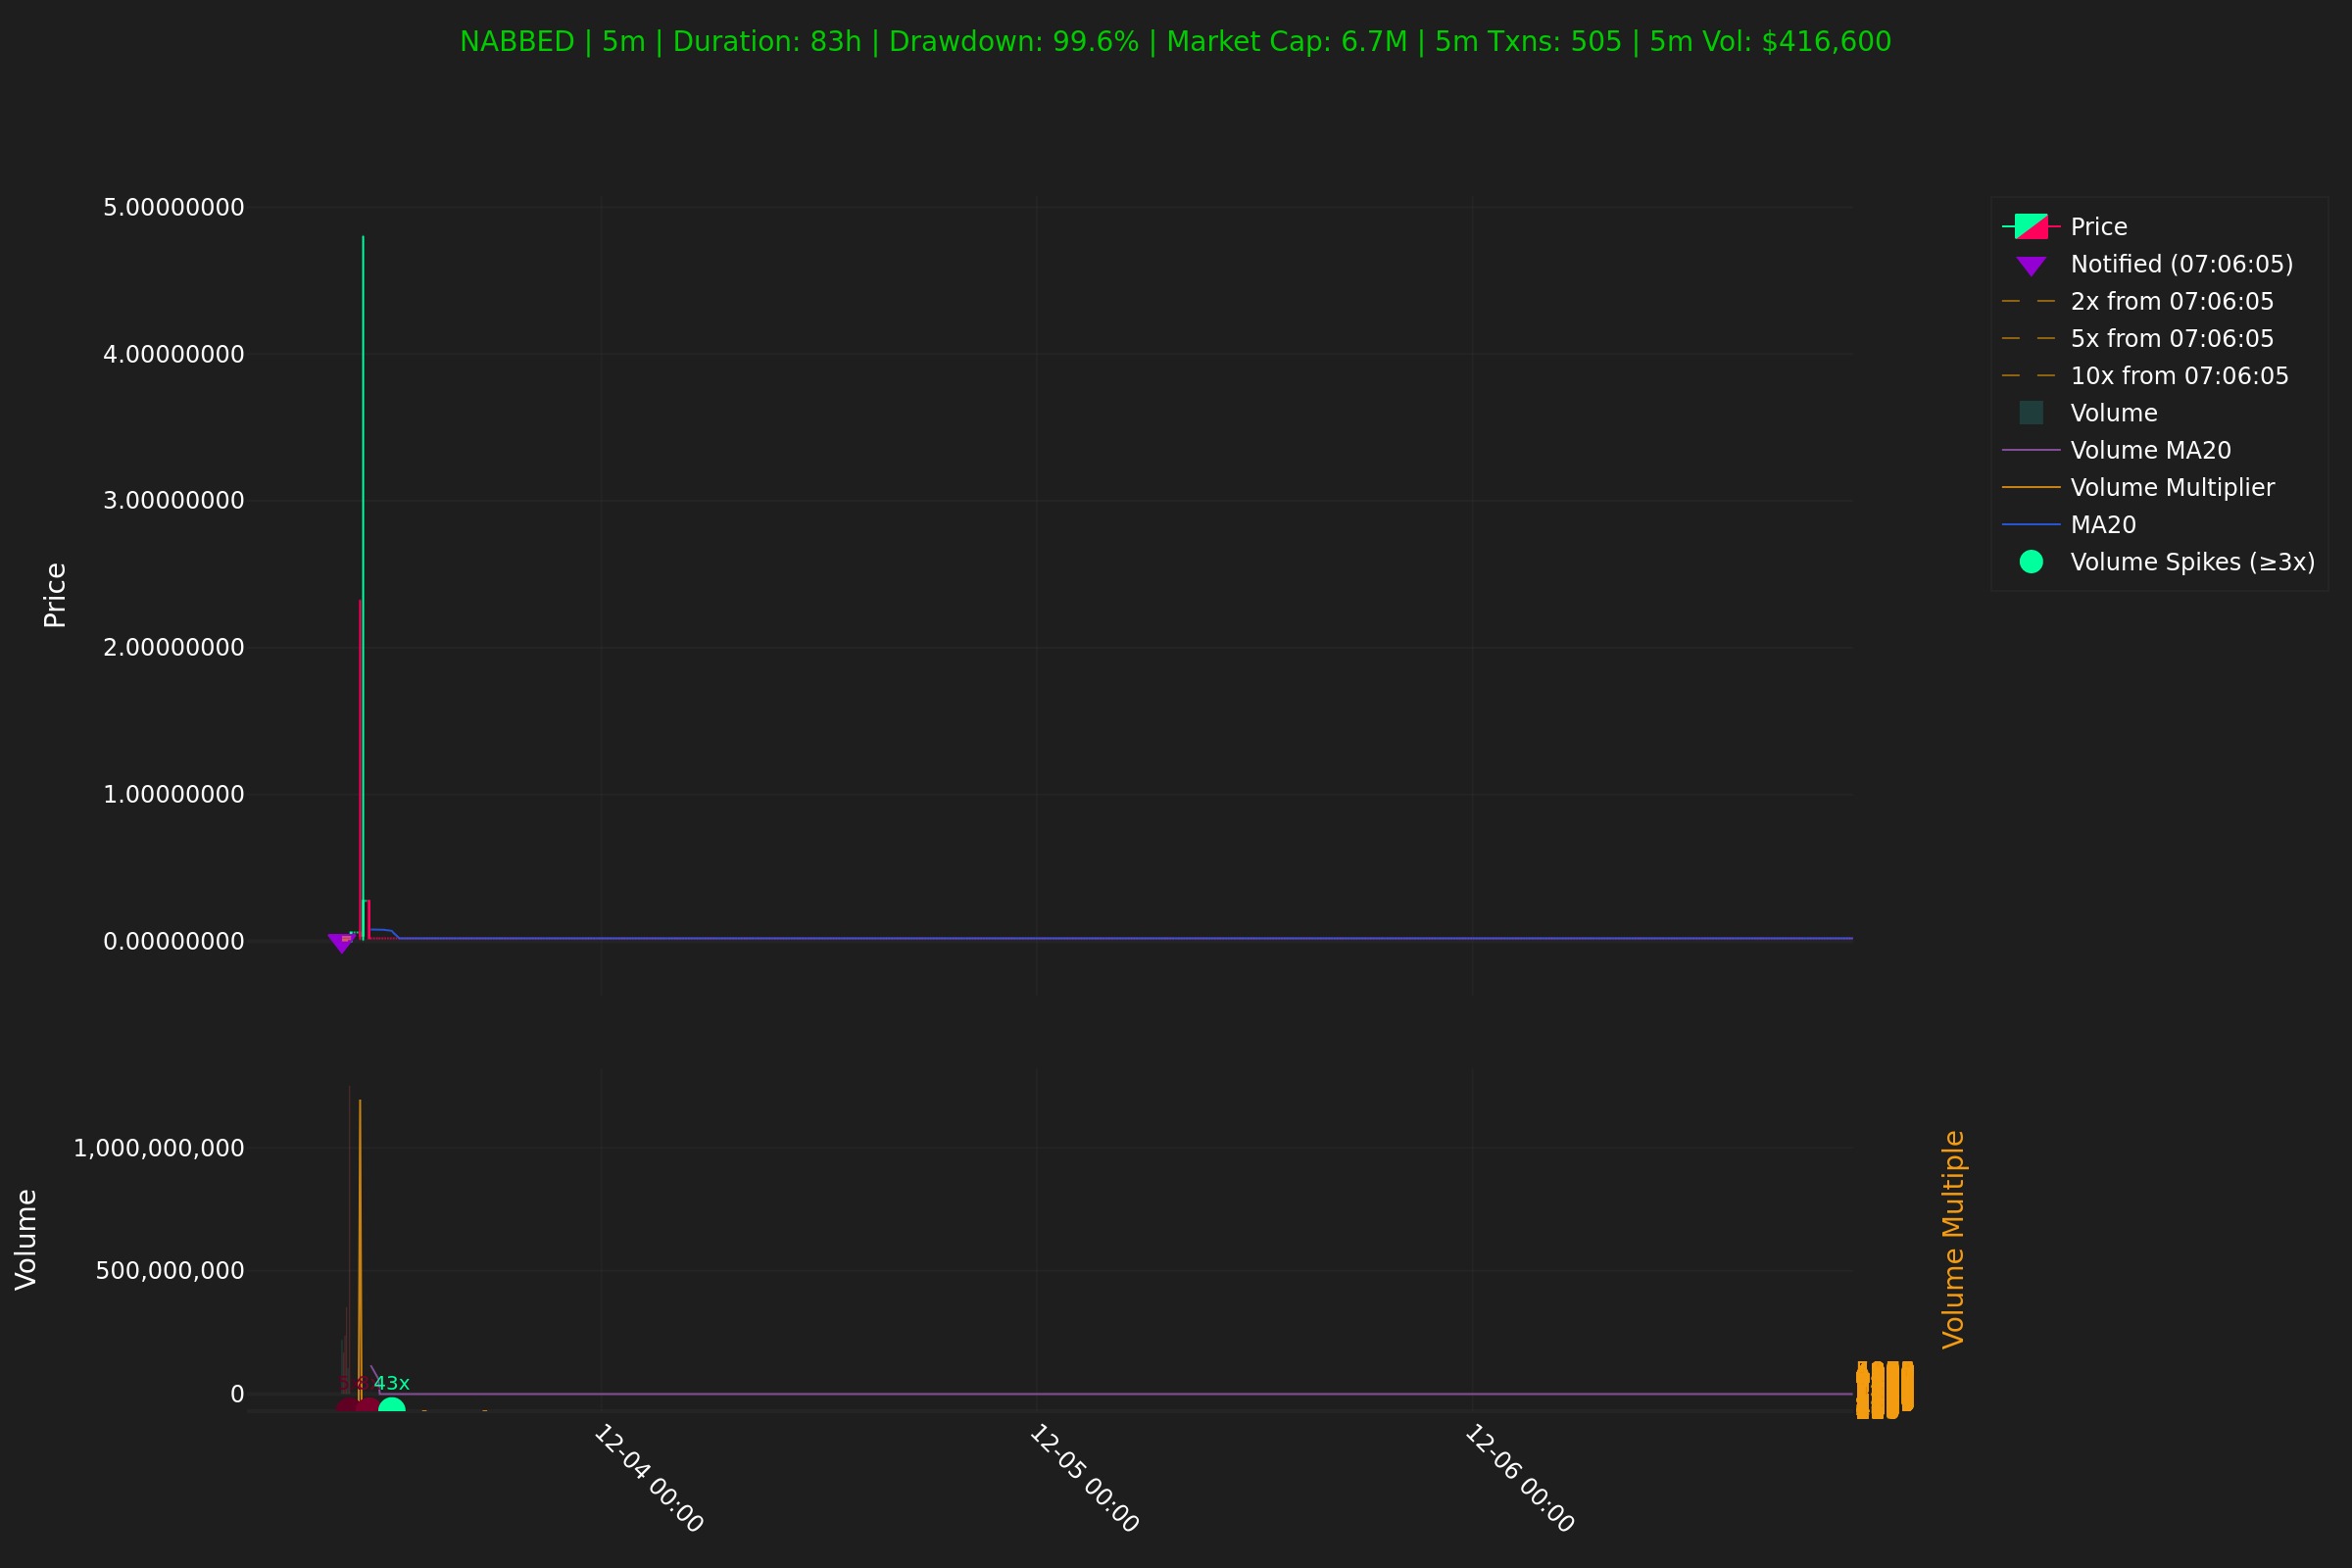 NABBED | 5m | Duration: 83h | Drawdown: 99.6% | Market Cap: 6.7M | 5m Txns: 505 | 5m Vol: $416,600
5.00000000
4.00000000
3.00000000
2.00000000
1.00000000
0.00000000
Price
Price
Notified (07:06:05)
2x from 07:06:05
5x from 07:06:05
10x from 07:06:05
Volume
Volume MA20
Volume Multiplier
MA20
Volume Spikes (≥3x)
1,000,000,000
500,000,000
0
Volume
43x
Volume Multiple
12-04 00:00
12-05 00:00
12-06 00:00